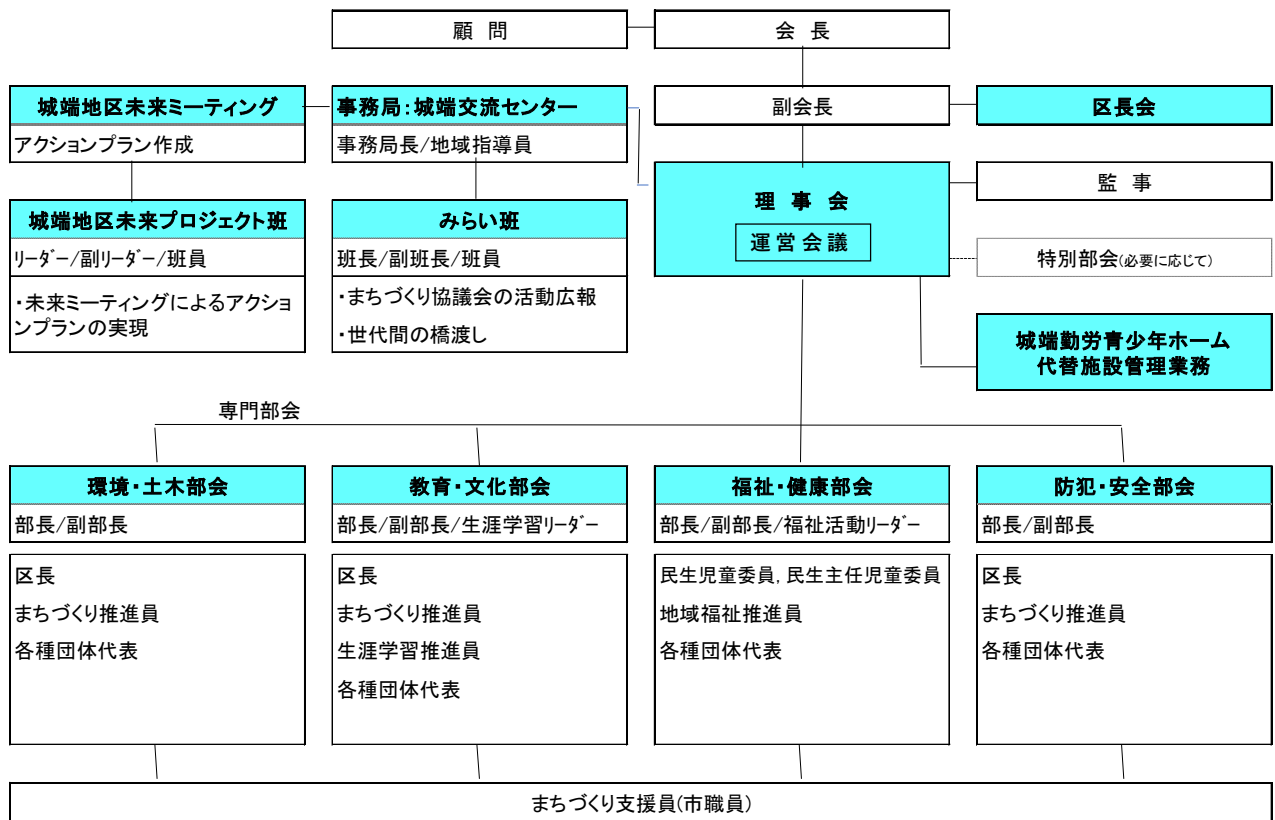 顧 問
会 長
城端地区未来ミーティング
アクションプラン作成
事務局:城端交流センター
事務局長/地域指導員
副会長
区長会
理 事 会
運営会議
監 事
特別部会(必要に応じて)
城端勤労青少年ホーム
代替施設管理業務
城端地区未来プロジェクト班
リーダー/副リーダー/班員
・未来ミーティングによるアクショ
ンプランの実現
みらい班
班長/副班長/班員
・まちづくり協議会の活動広報
・世代間の橋渡し
専門部会
環境・土木部会
部長/副部長
区長
まちづくり推進員
各種団体代表
教育・文化部会
部長/副部長/生涯学習リーダー
区長
まちづくり推進員
生涯学習推進員
各種団体代表
福祉・健康部会
部長/副部長/福祉活動リーダー
民生児童委員, 民生主任児童委員
地域福祉推進員
各種団体代表
防犯・安全部会
部長/副部長
区長
まちづくり推進員
各種団体代表
まちづくり支援員(市職員)